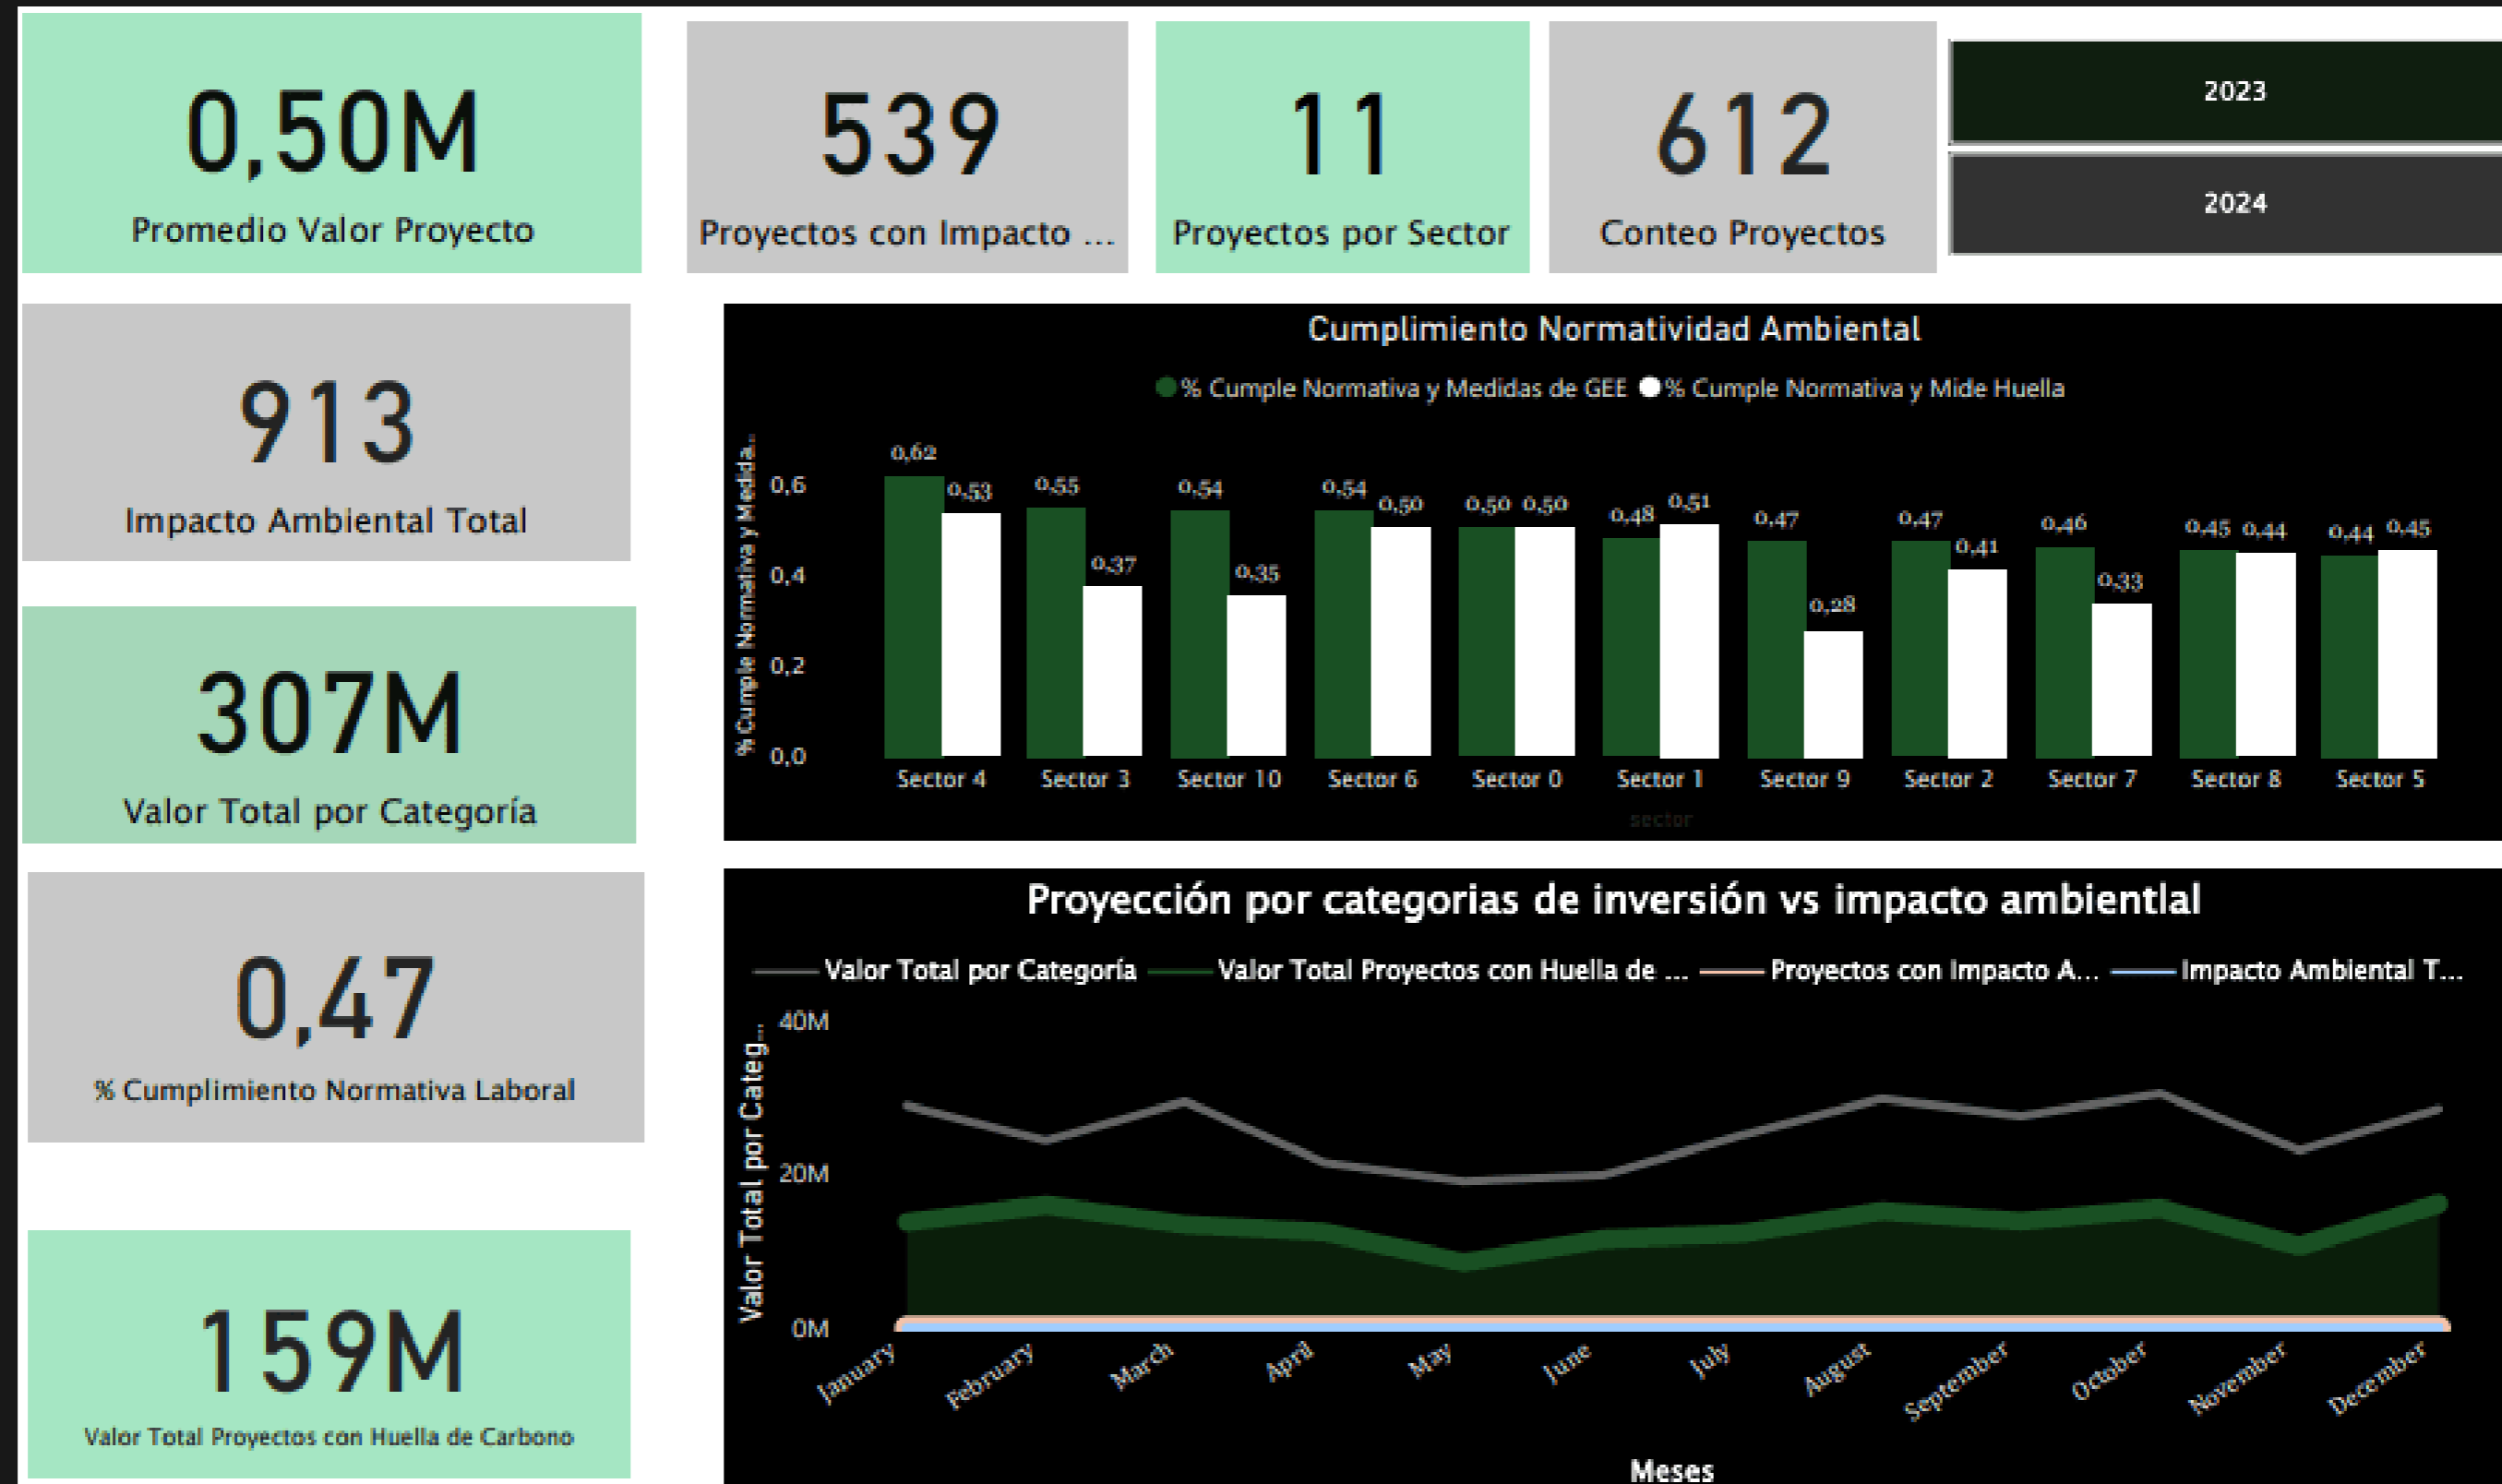 0,50M
Promedio Valor Proyecto
539
Proyectos con Impacto ...
11
Proyectos por Sector
612
Conteo Proyectos
2023
2024
913
Impacto Ambiental Total
307M
Valor Total por Categoría
0,47
% Cumplimiento Normativa Laboral
159M
Valor Total Proyectos con Huella de Carbono
Cumplimiento Normatividad Ambiental
% Cumple Normativa y Medidas de GEE % Cumple Normativa y Mide Huella
% Cumple Normativa y Medida...
0,6
0,4
0,2
0,0
0,62 0,53 0,55 0,37 0,54 0,35 0,54 0,50 0,50 0,50 0,48 0,51 0,47 0,28 0,47 0,41 0,46 0,33 0,45 0,44 0,44 0,45
Sector 4 Sector 3 Sector 10 Sector 6 Sector 0 Sector 1 Sector 9 Sector 2 Sector 7 Sector 8 Sector 5
sector
Proyección por categorias de inversión vs impacto ambientlal
Valor Total por Categoría Valor Total Proyectos con Huella de ... Proyectos con Impacto A... Impacto Ambiental T...
Valor Total por Categ...
40M
20M
0M
January February March April May June July August September October November December
Meses